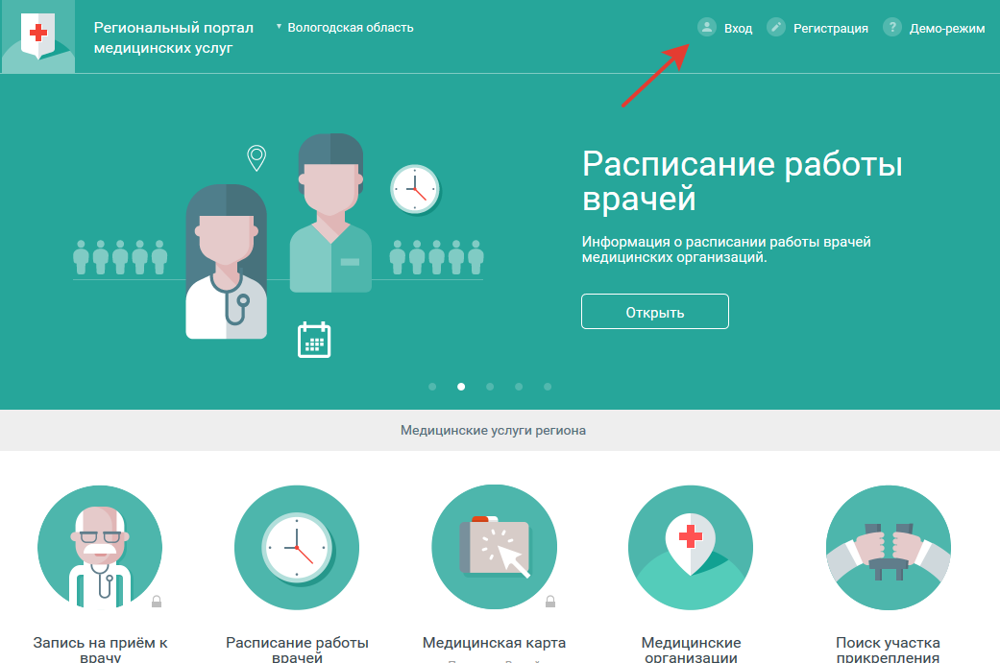 Региональный портал
медицинских услуг
Вологодская область
Вход
Регистрация
?
Демо-режим
Расписание работы
врачей
Информация о расписании работы врачей
медицинских организаций.
Открыть
Медицинские услуги региона
Запись на приём к
врачу
Расписание работы
врачей
Медицинская карта
Медицинские
организации
Поиск участка
прикрепления